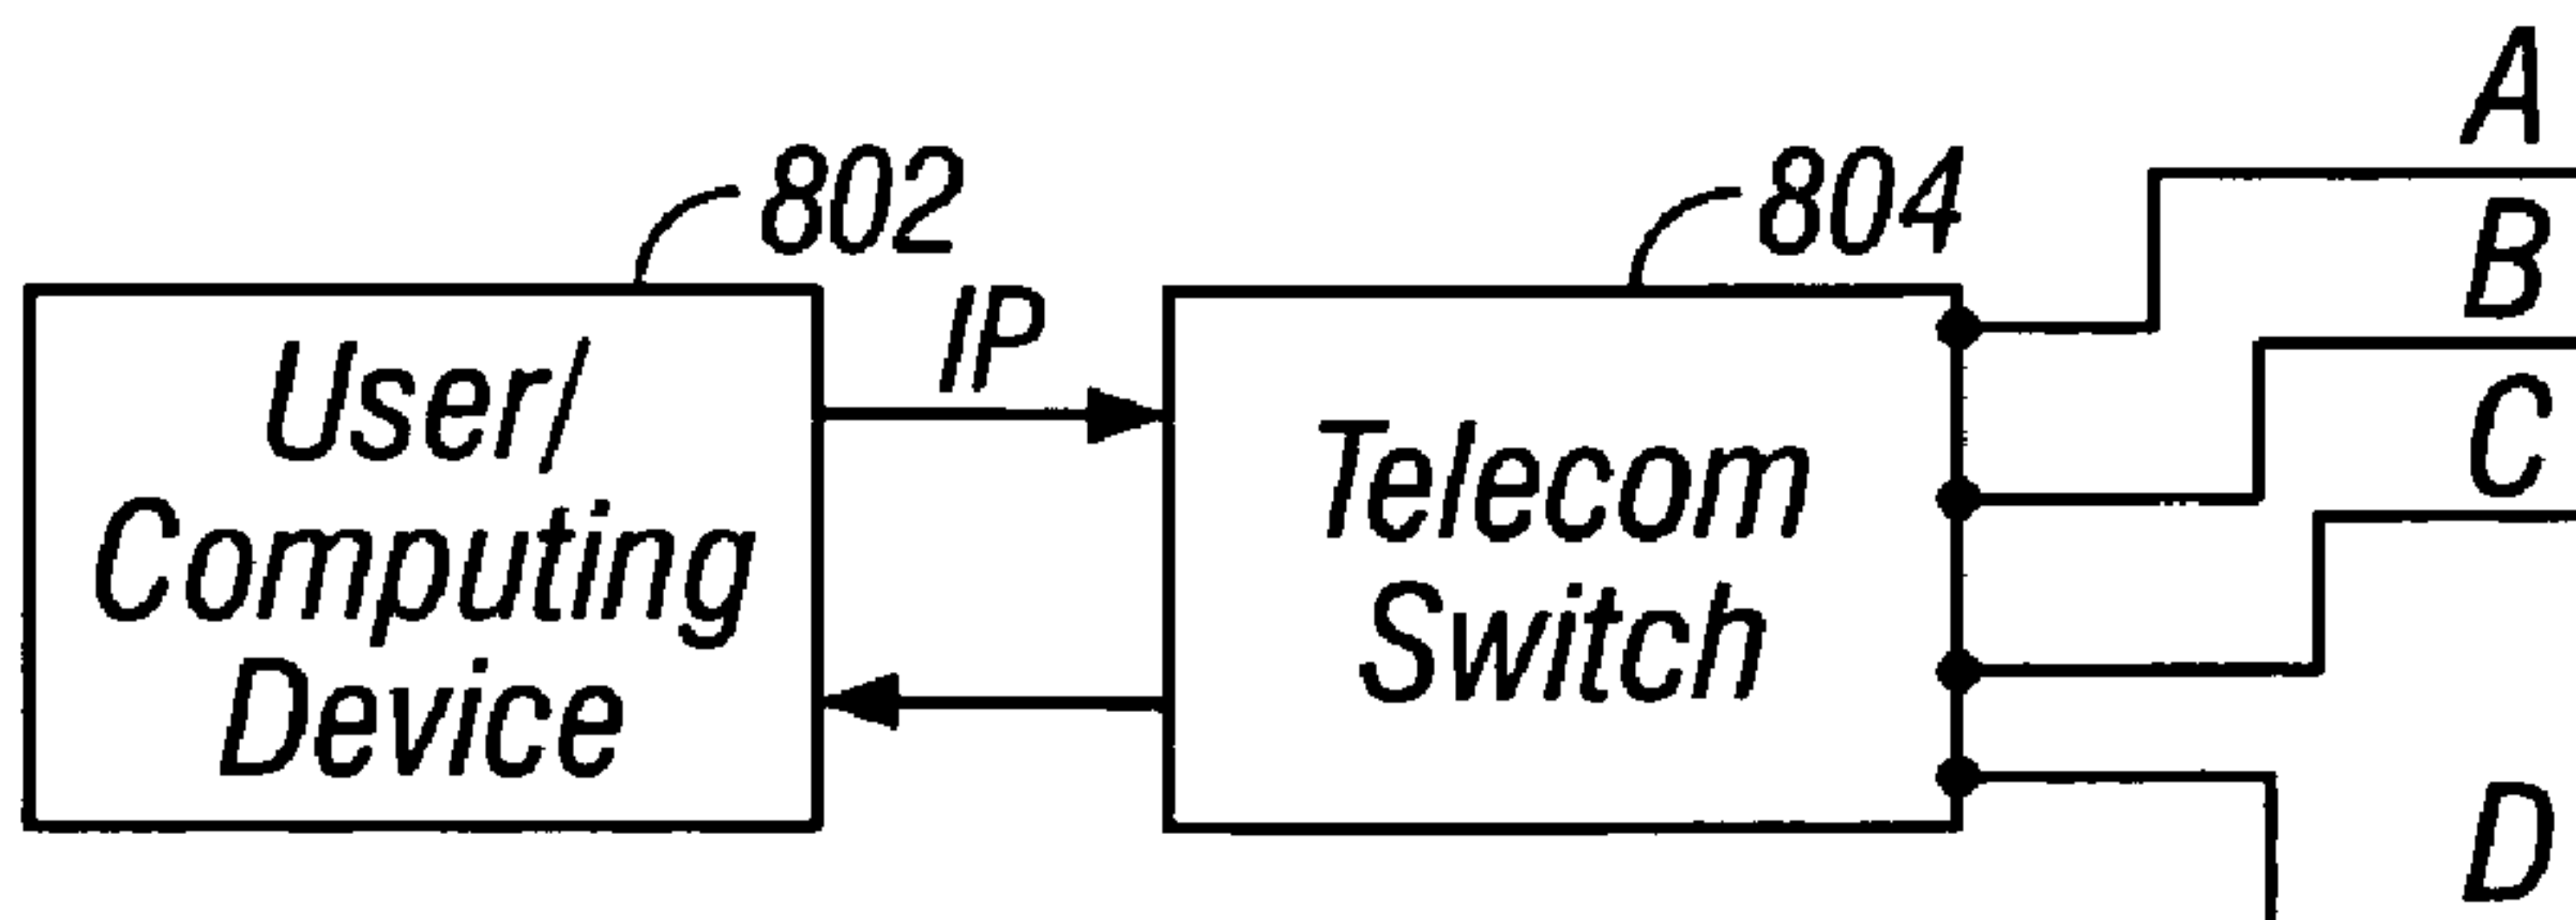 802
User/
Computing
Device
IP
804
Telecom
Switch
A
B
C
D